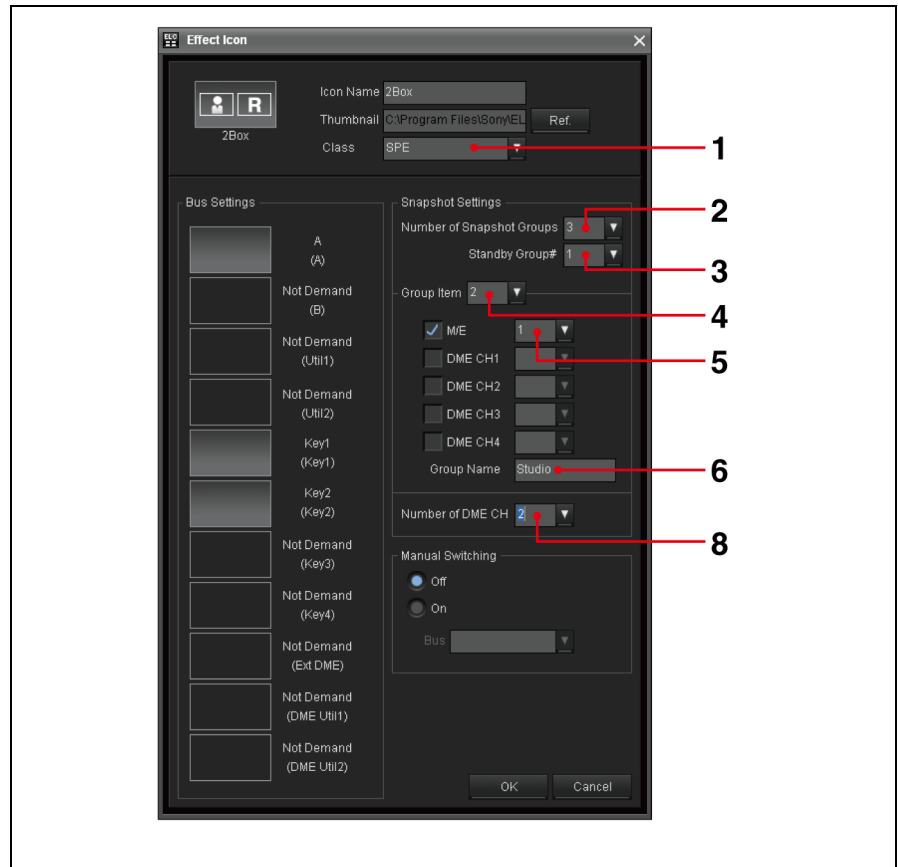 Effect Icon
R
2Box
Icon Name 2Box
Thumbnail C:\Program Files\Sony\EL Ref.
Class SPE
1
Bus Settings
A
(A)
Not Demand
(B)
Not Demand
(Util1)
Not Demand
(Util2)
Key1
(Key1)
Key2
(Key2)
Not Demand
(Key3)
Not Demand
(Key4)
Not Demand
(Ext DME)
Not Demand
(DME Util1)
Not Demand
(DME Util2)
Snapshot Settings
Number of Snapshot Groups 3
2
Standby Group# 1
3
Group Item 2
4
M/E 1
5
DME CH1
DME CH2
DME CH3
DME CH4
Group Name Studio
6
Number of DME CH 2
8
Manual Switching
Off
On
Bus
OK Cancel